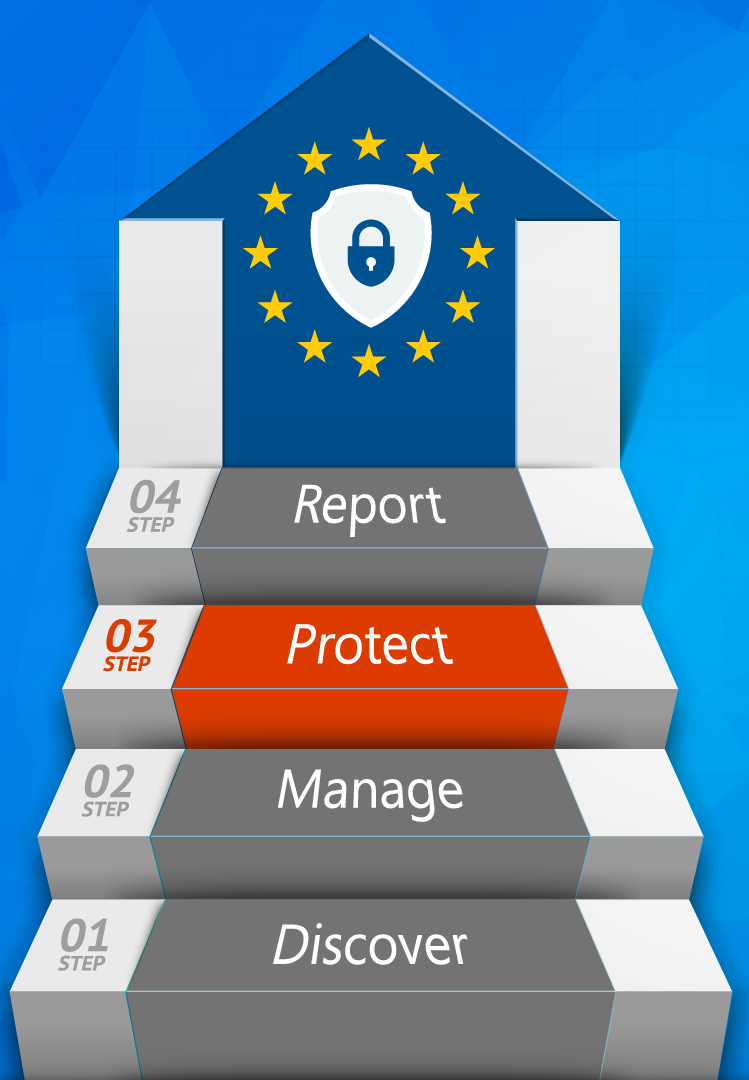 04
STEP
Report
03
STEP
Protect
02
STEP
Manage
01
STEP
Discover